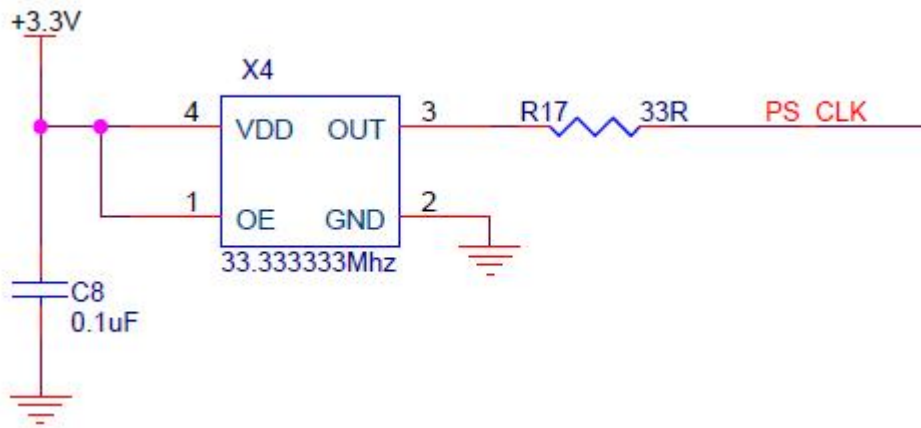 +3.3V
X4
4 VDD OUT 3 R17 33R PS_CLK
1 OE GND 2
33.333333Mhz
C8
0.1uF